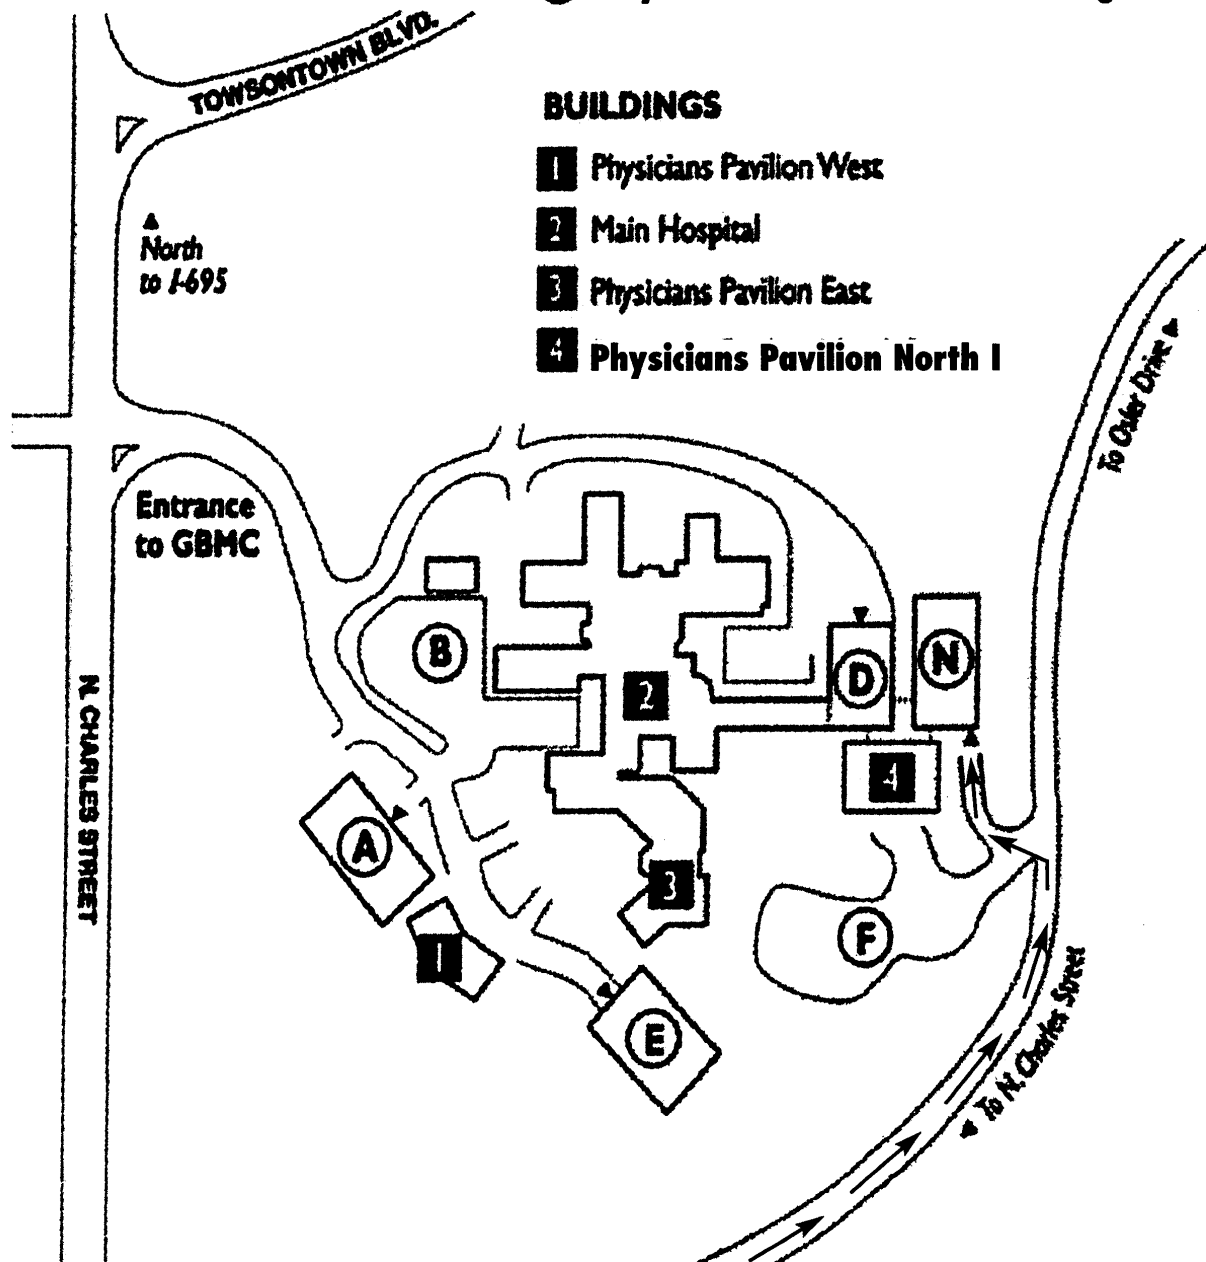 TOWSONTOWN BLVD.
BUILDINGS
1 Physicians Pavilion West
2 Main Hospital
3 Physicians Pavilion East
4 Physicians Pavilion North I
North
to I-695
To Osler Drive
Entrance
to GBMC
B
N
D
2
4
A
3
F
1
E
N. CHARLES STREET
To N. Charles Street